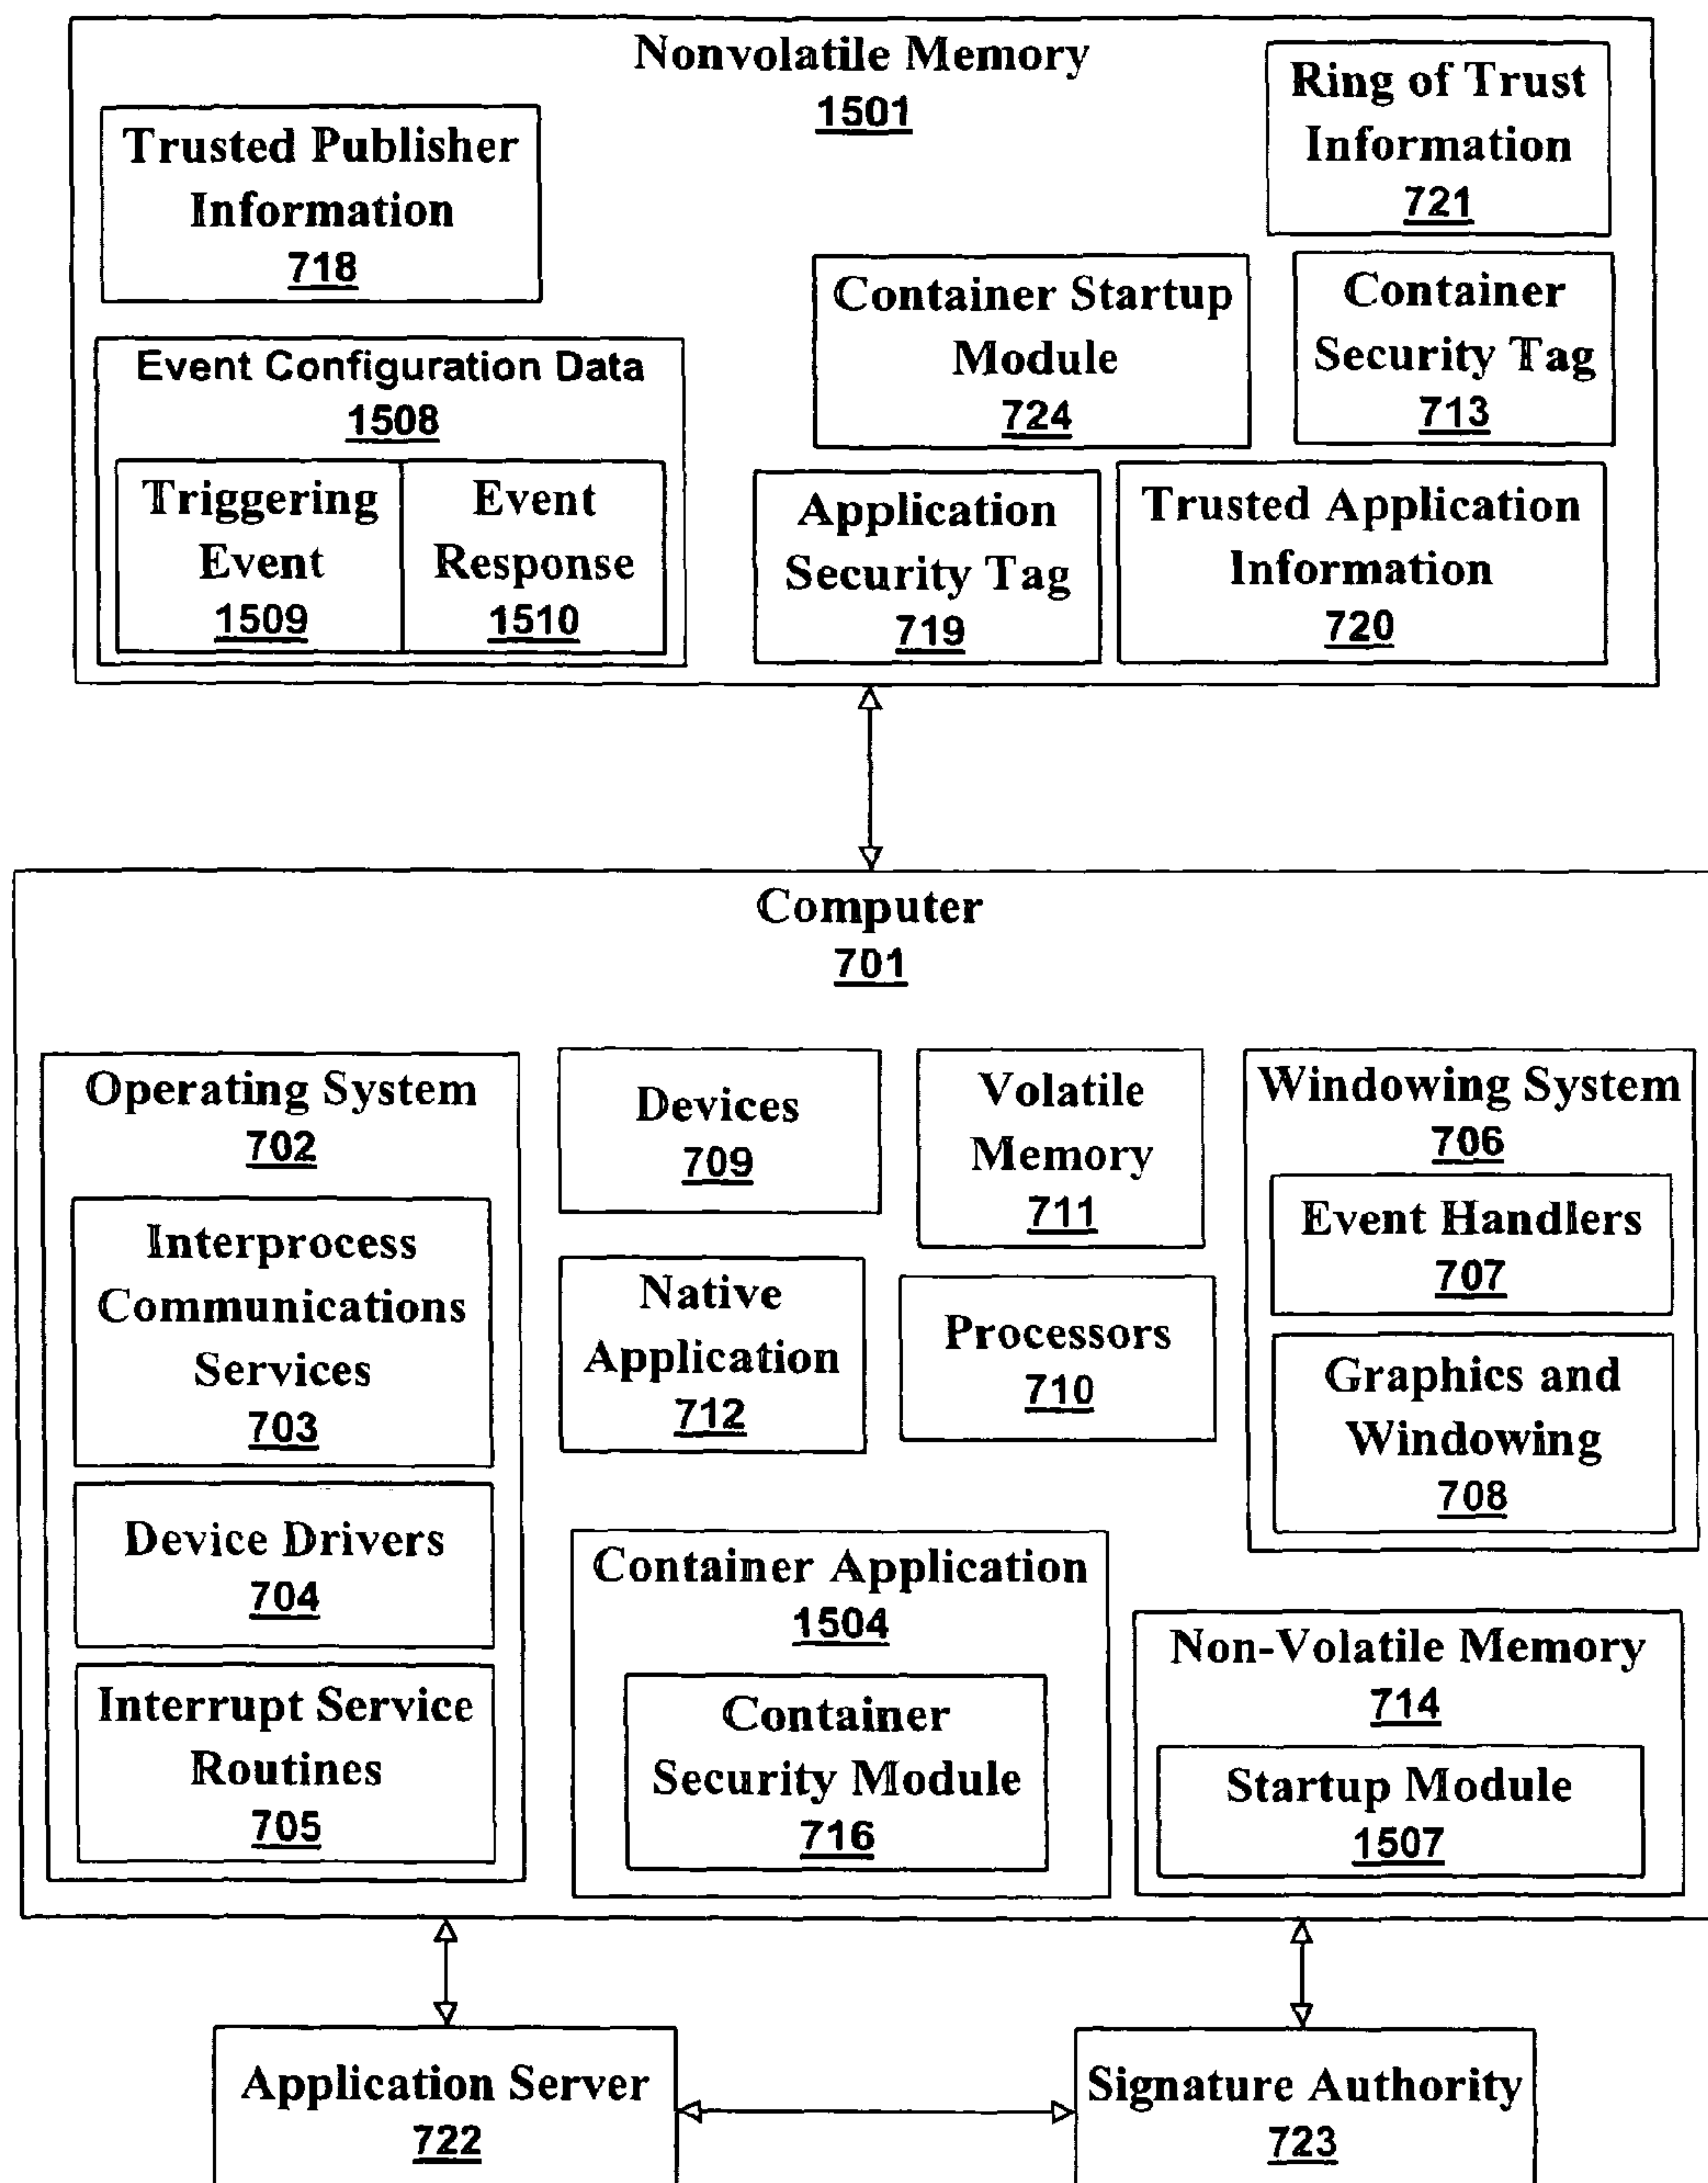 Nonvolatile Memory
1501
Trusted Publisher
Information
718
Ring of Trust
Information
721
Container Startup
Module
724
Container
Security Tag
713
Event Configuration Data
1508
Triggering
Event
1509
Event
Response
1510
Application
Security Tag
719
Trusted Application
Information
720
Computer
701
Operating System
702
Interprocess
Communications
Services
703
Device Drivers
704
Interrupt Service
Routines
705
Devices
709
Volatile
Memory
711
Native
Application
712
Processors
710
Windowing System
706
Event Handlers
707
Graphics and
Windowing
708
Container Application
1504
Container
Security Module
716
Non-Volatile Memory
714
Startup Module
1507
Application Server
722
Signature Authority
723